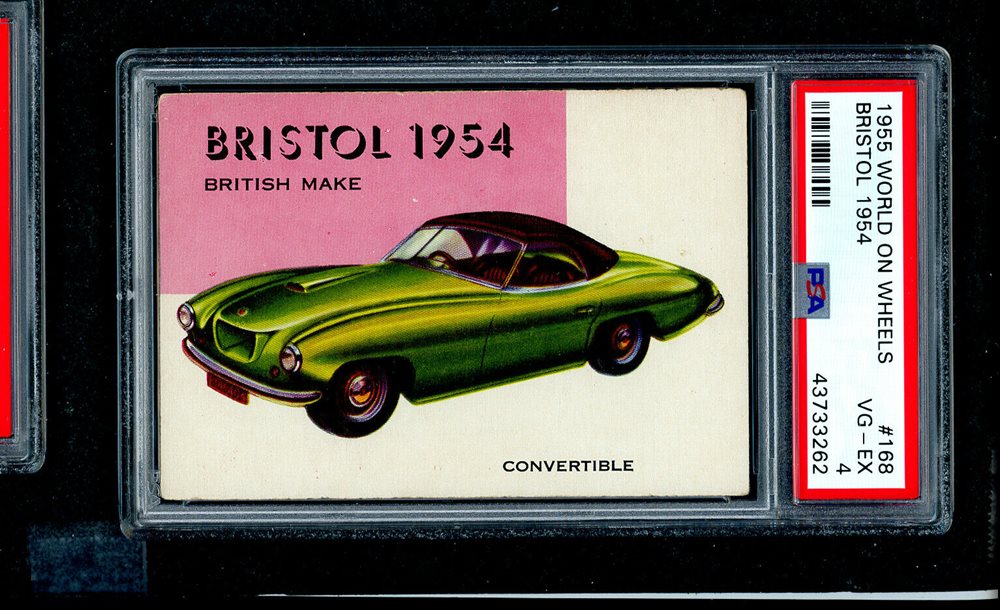 BRISTOL 1954
BRITISH MAKE
CONVERTIBLE
1955 WORLD ON WHEELS #168
BRISTOL 1954 VG-EX
4
PSA
43733262